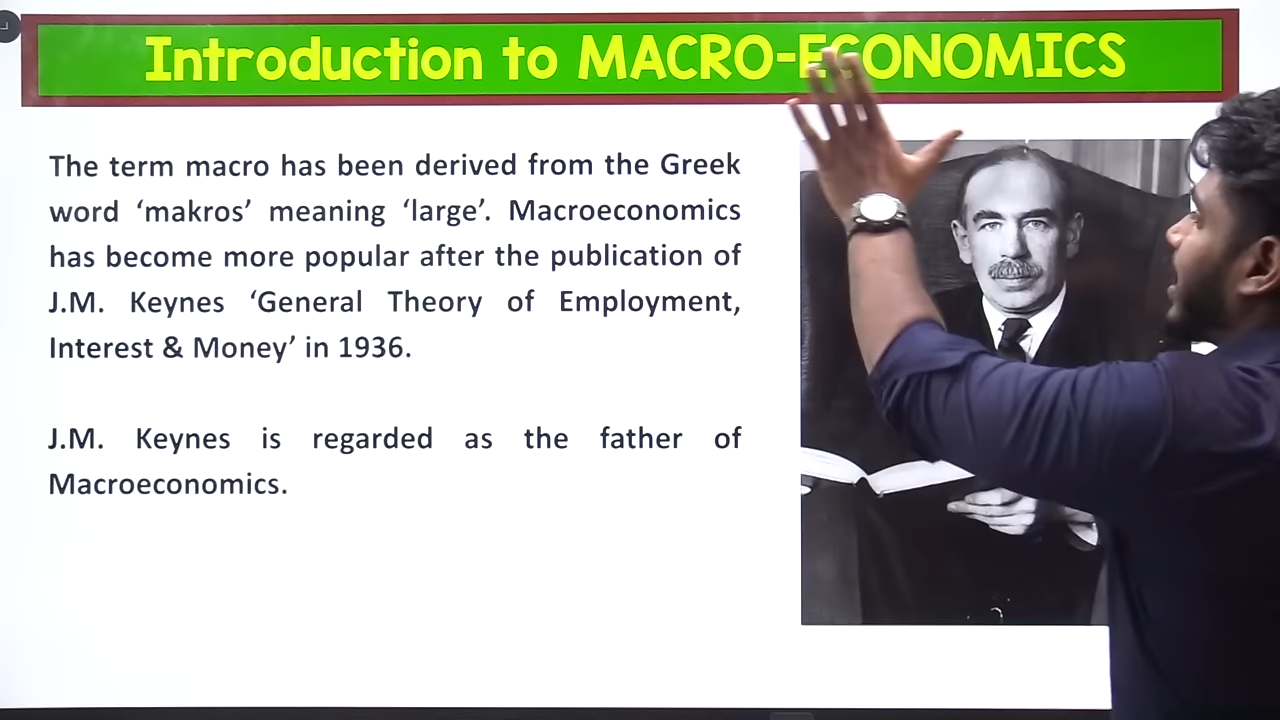 Introduction to MACRO-ECONOMICS
The term macro has been derived from the Greek
word ‘makros’ meaning ‘large’. Macroeconomics
has become more popular after the publication of
J.M. Keynes ‘General Theory of Employment,
Interest & Money’ in 1936.
J.M. Keynes is regarded as the father of
Macroeconomics.